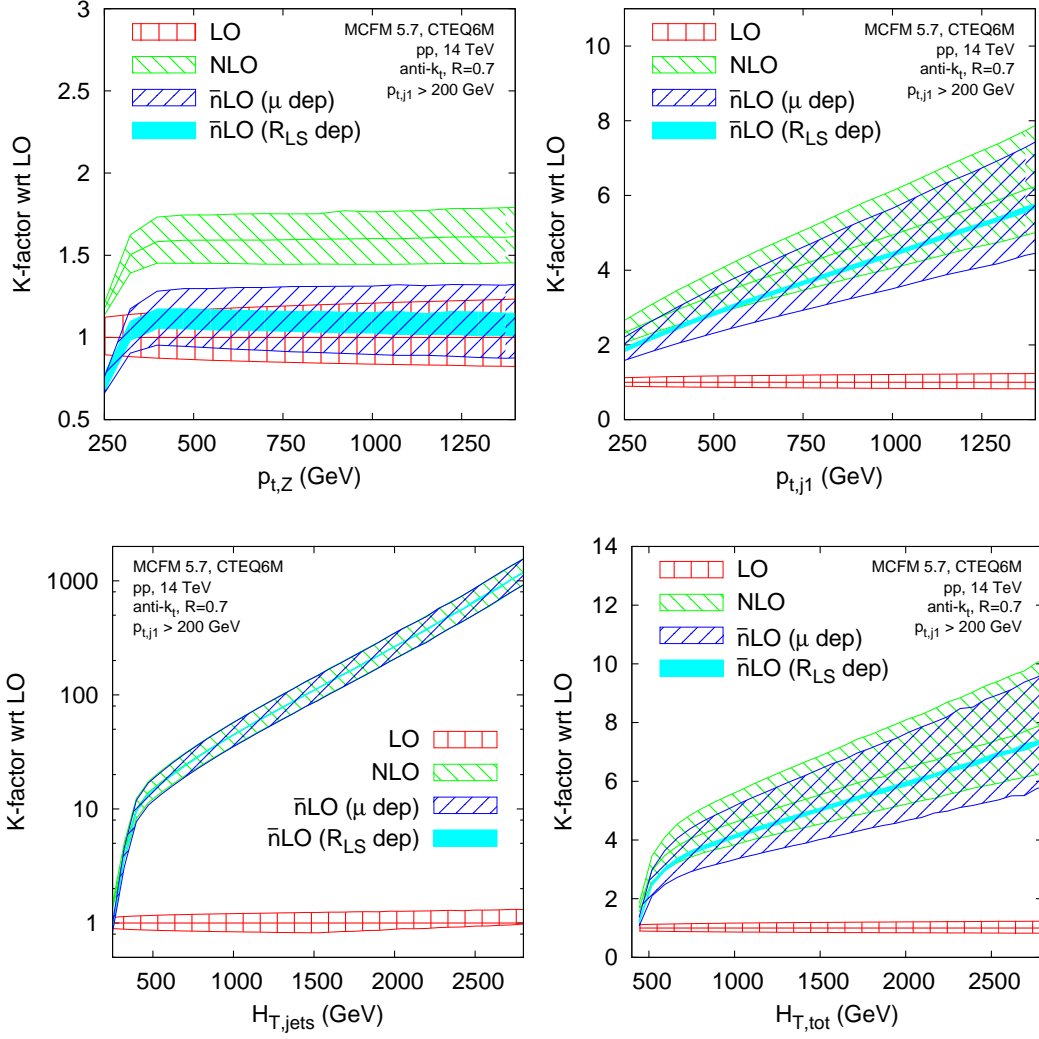 3
2.5
2
1.5
1
0.5
K-factor wrt LO
LO
NLO
n̄LO (μ dep)
n̄LO (R_LS dep)
MCFM 5.7, CTEQ6M
pp, 14 TeV
anti-k_t, R=0.7
p_t,j1 > 200 GeV
250 500 750 1000 1250
p_t,Z (GeV)
10
8
6
4
2
0
K-factor wrt LO
LO
NLO
n̄LO (μ dep)
n̄LO (R_LS dep)
MCFM 5.7, CTEQ6M
pp, 14 TeV
anti-k_t, R=0.7
p_t,j1 > 200 GeV
250 500 750 1000 1250
p_t,j1 (GeV)
1000
100
10
1
K-factor wrt LO
MCFM 5.7, CTEQ6M
pp, 14 TeV
anti-k_t, R=0.7
p_t,j1 > 200 GeV
LO
NLO
n̄LO (μ dep)
n̄LO (R_LS dep)
500 1000 1500 2000 2500
H_T,jets (GeV)
14
12
10
8
6
4
2
0
K-factor wrt LO
LO
NLO
n̄LO (μ dep)
n̄LO (R_LS dep)
MCFM 5.7, CTEQ6M
pp, 14 TeV
anti-k_t, R=0.7
p_t,j1 > 200 GeV
500 1000 1500 2000 2500
H_T,tot (GeV)